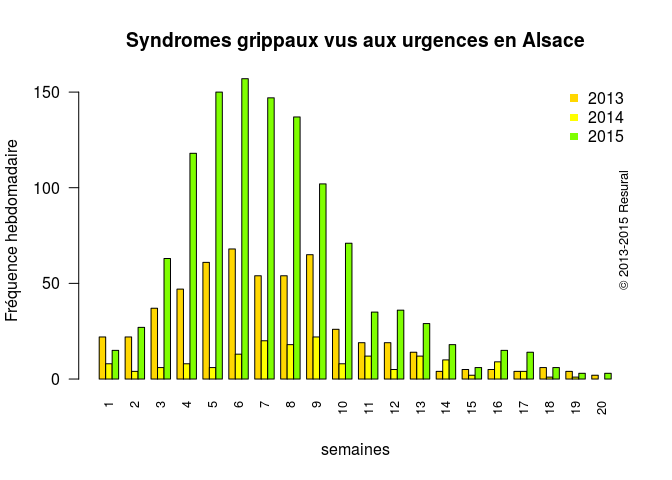 Syndromes grippaux vus aux urgences en Alsace
Fréquence hebdomadaire
150
100
50
0
2013
2014
2015
© 2013-2015 Resural
1 2 3 4 5 6 7 8 9 10 11 12 13 14 15 16 17 18 19 20
semaines